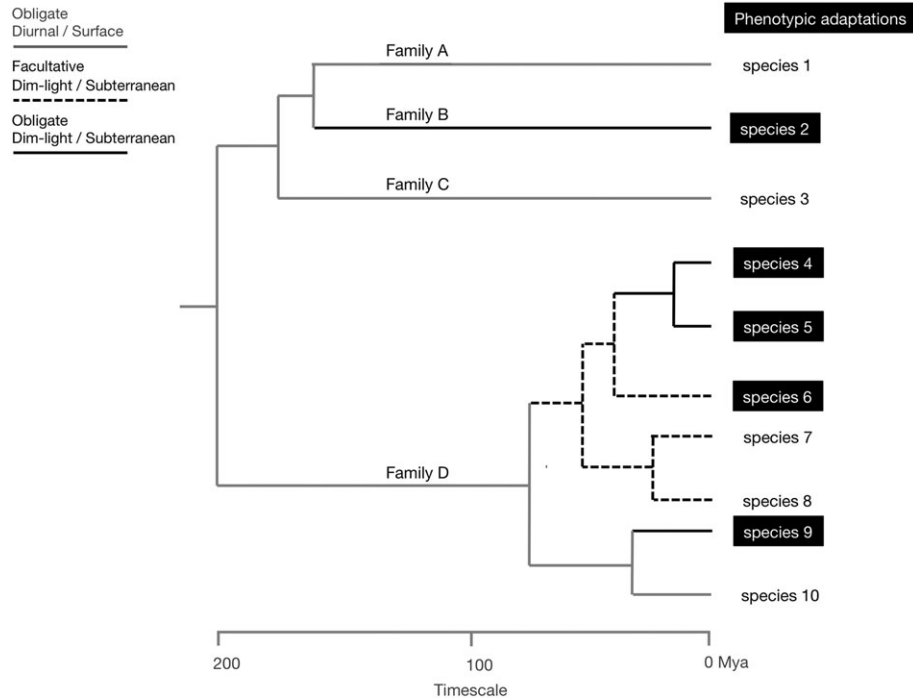 Obligate
Diurnal / Surface
Facultative
Dim-light / Subterranean
Obligate
Dim-light / Subterranean
Phenotypic adaptations
Family A
species 1
Family B
species 2
Family C
species 3
species 4
species 5
species 6
species 7
Family D
species 8
species 9
species 10
200
100
0 Mya
Timescale